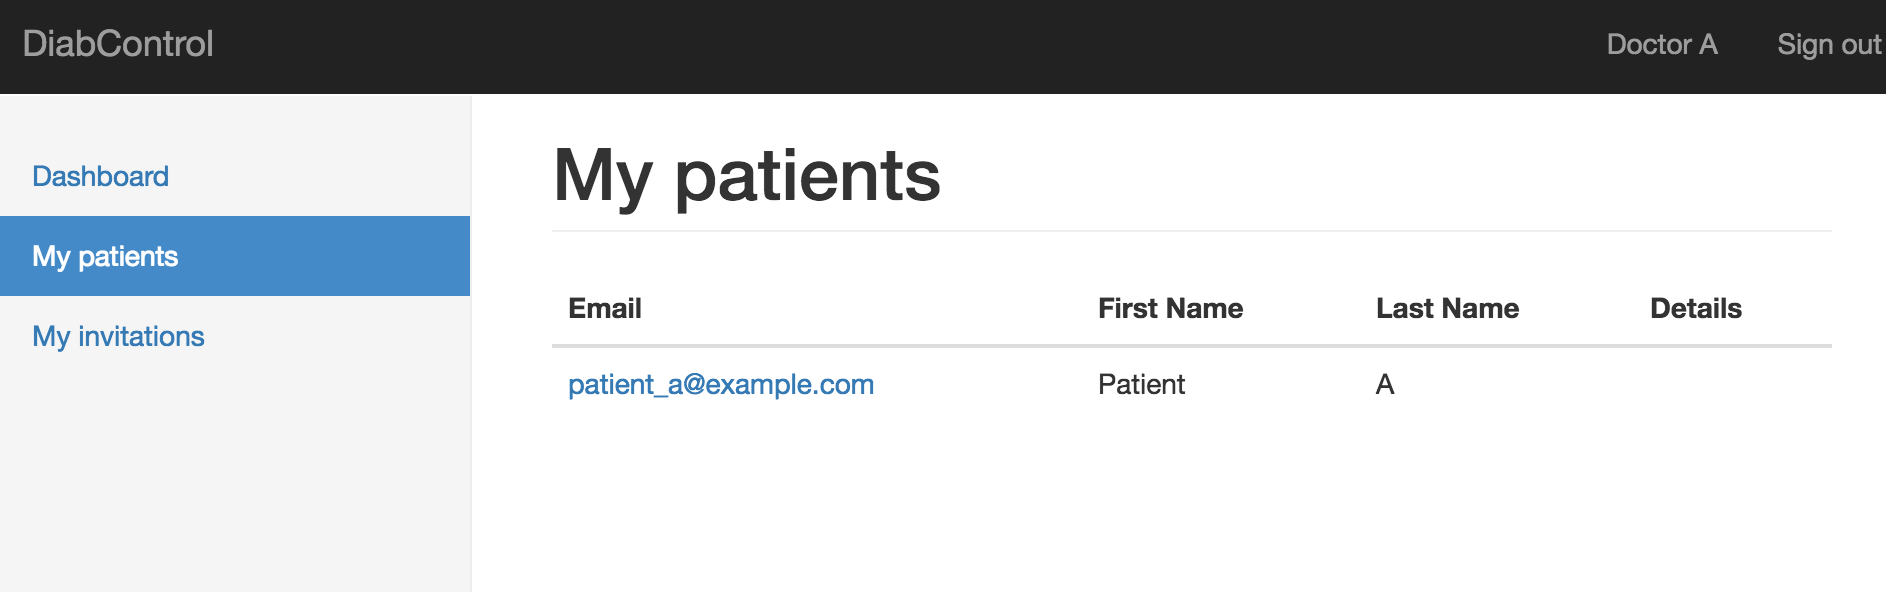 DiabControl Doctor A Sign out
Dashboard
My patients
My invitations
My patients
Email First Name Last Name Details
patient_a@example.com Patient A